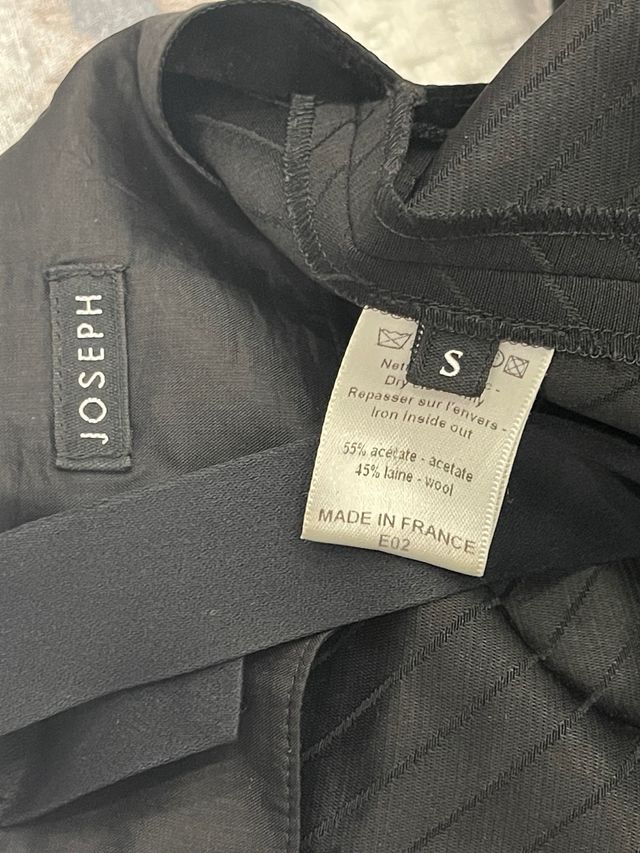 JOSEPH
S
Dry
Repasser sur l'envers -
Iron inside out
55% acétate - acetate
45% laine - wool
MADE IN FRANCE
E02